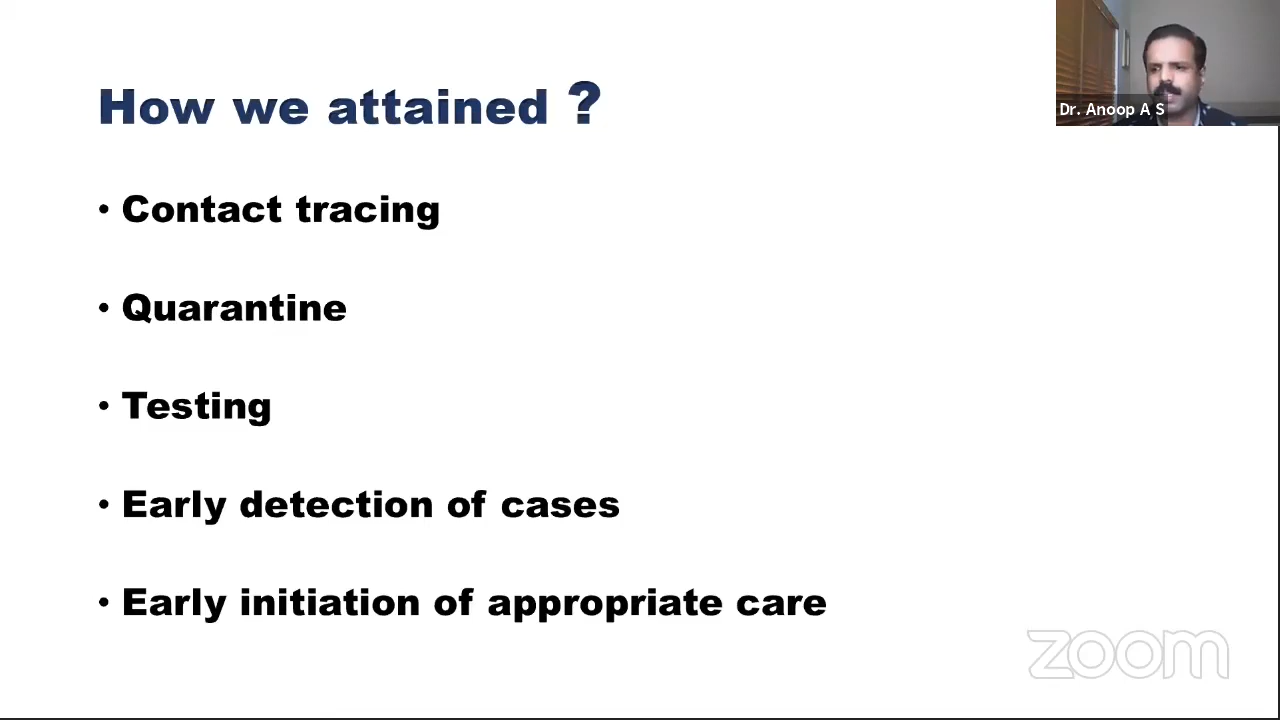 How we attained ?
• Contact tracing
• Quarantine
• Testing
• Early detection of cases
• Early initiation of appropriate care
Dr. Anoop A S
zoom